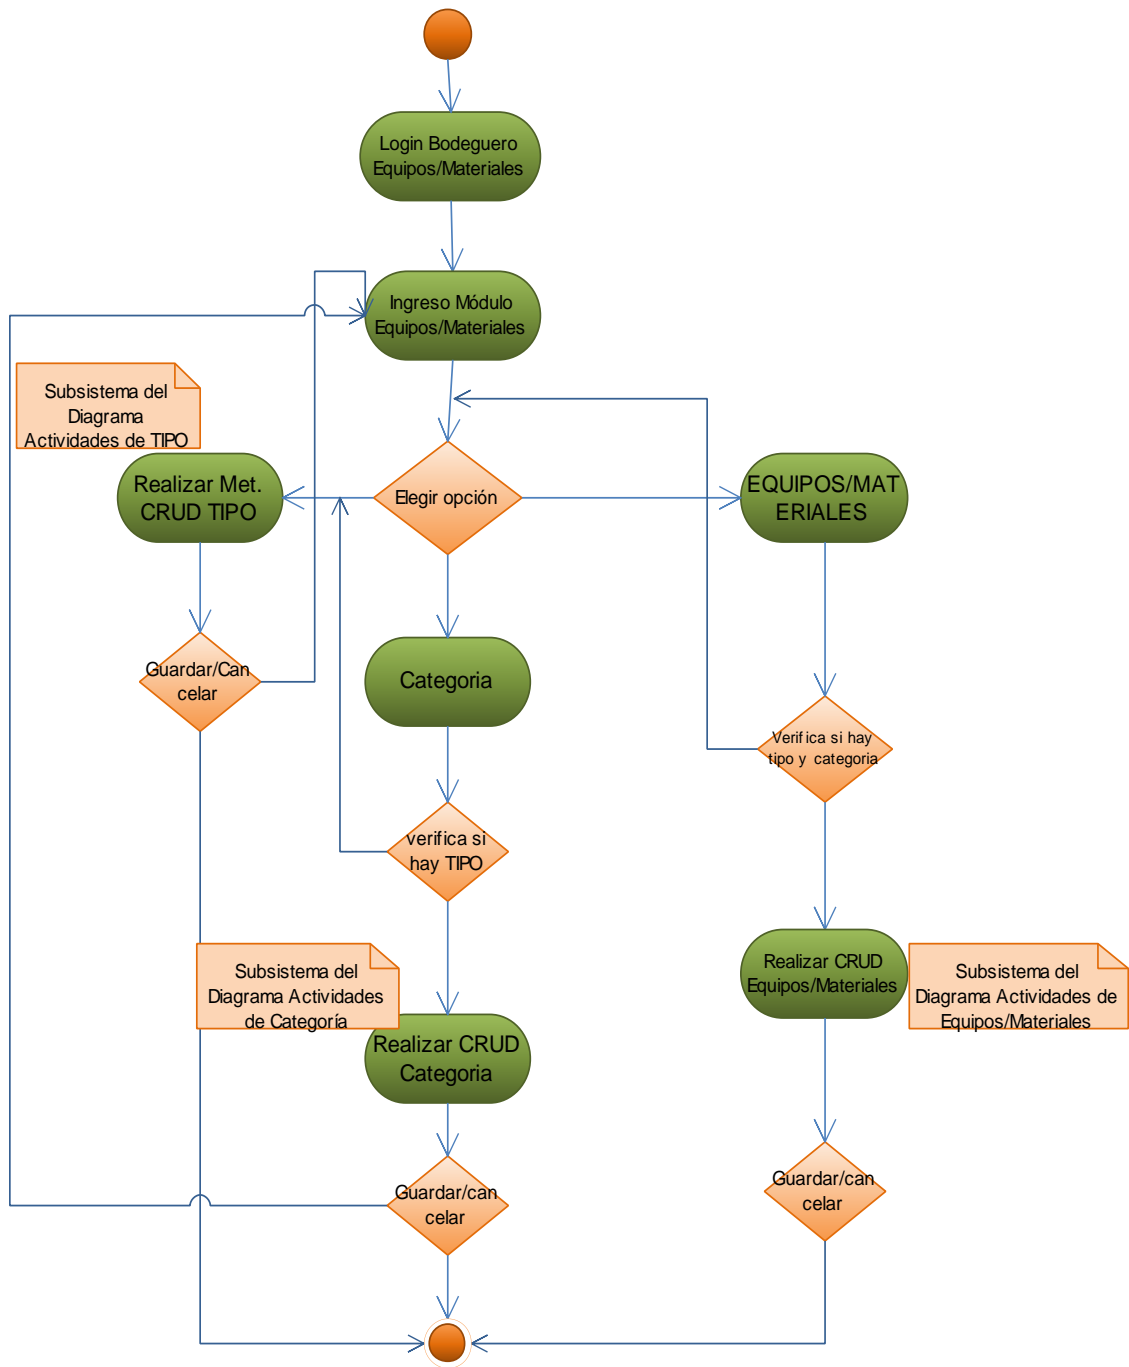 Login Bodeguero
Equipos/Materiales
Ingreso Módulo
Equipos/Materiales
Subsistema del
Diagrama
Actividades de TIPO
Realizar Met.
CRUD TIPO
Elegir opción
EQUIPOS/MAT
ERIALES
Guardar/Can
celar
Categoria
Verifica si hay
tipo y categoria
verifica si
hay TIPO
Subsistema del
Diagrama Actividades
de Categoría
Realizar CRUD
Equipos/Materiales
Subsistema del
Diagrama Actividades de
Equipos/Materiales
Realizar CRUD
Categoria
Guardar/can
celar
Guardar/can
celar